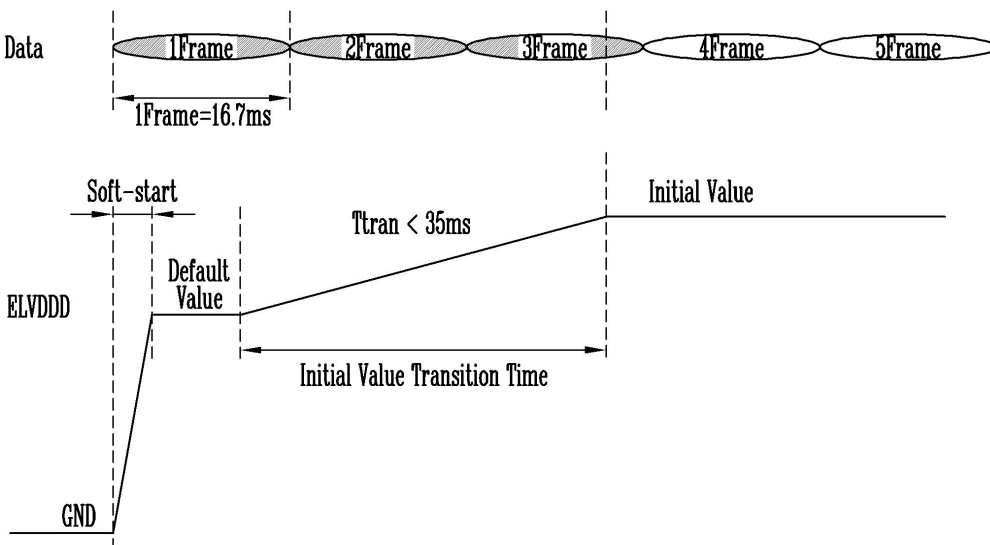 Data
1Frame
2Frame
3Frame
4Frame
5Frame
1Frame=16.7ms
Soft-start
Initial Value
Ttran < 35ms
Default
Value
ELVDDD
Initial Value Transition Time
GND